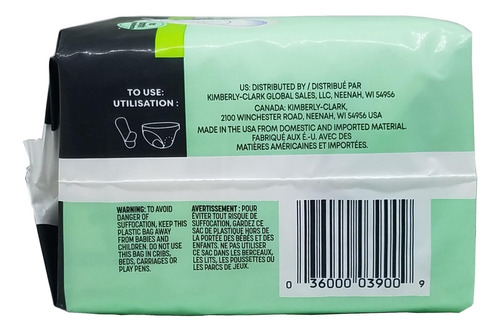 TO USE:
UTILISATION :
US: DISTRIBUTED BY / DISTRIBUÉ PAR
KIMBERLY-CLARK GLOBAL SALES, LLC, NEENAH, WI 54956
CANADA: KIMBERLY-CLARK,
2100 WINCHESTER ROAD, NEENAH, WI 54956 USA
MADE IN THE USA FROM DOMESTIC AND IMPORTED MATERIAL.
FABRIQUÉ AUX É.-U. AVEC DES
MATIÈRES AMÉRICAINES ET IMPORTÉES.
WARNING: TO AVOID
DANGER OF
SUFFOCATION, KEEP THIS
PLASTIC BAG AWAY
FROM BABIES AND
CHILDREN. DO NOT USE
THIS BAG IN CRIBS,
BEDS, CARRIAGES OR
PLAY PENS.
AVERTISSEMENT : POUR
ÉVITER TOUT RISQUE DE
SUFFOCATION, GARDEZ CE
SAC DE PLASTIQUE HORS DE
LA PORTÉE DES BÉBÉS ET DES
ENFANTS. NE PAS UTILISER
CE SAC DANS LES BERCEAUX,
LES LITS, LES POUSSETTES OU
LES PARCS DE JEUX.
0 36000 03900 9